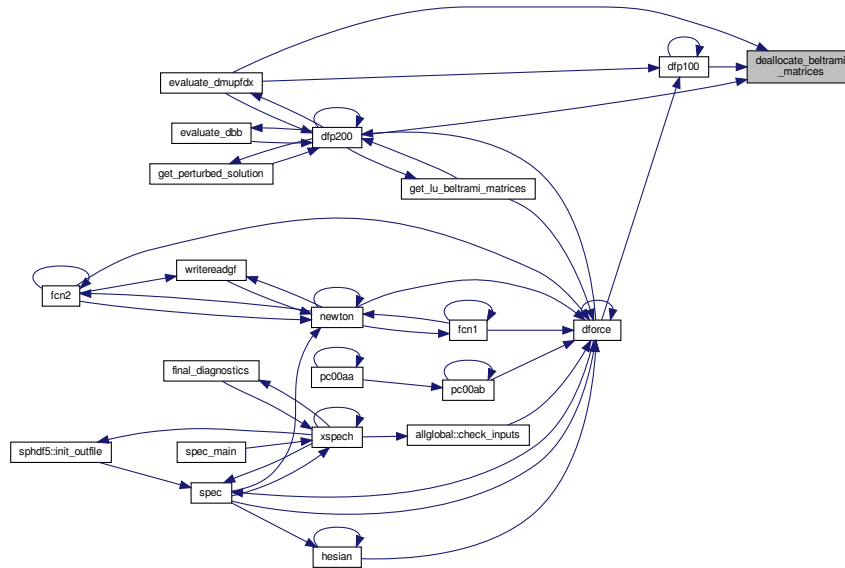 deallocate_beltrami
_matrices
dfp100
evaluate_dmupfdx
evaluate_dbb
dfp200
get_perturbed_solution
get_lu_beltrami_matrices
writereadgf
fcn2
newton
fcn1
dforce
final_diagnostics
pc00aa
pc00ab
xspech
allglobal::check_inputs
sphdf5::init_outfile
spec_main
spec
hesian